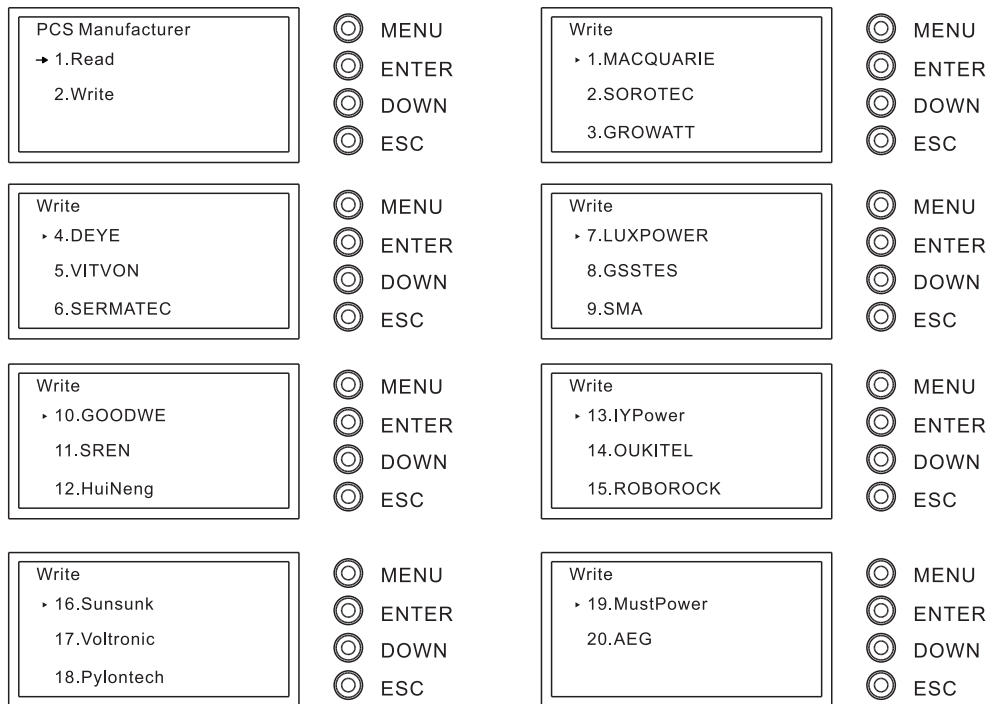 PCS Manufacturer
1.Read
2.Write
MENU
ENTER
DOWN
ESC
Write
1.MACQUARIE
2.SOROTEC
3.GROWATT
MENU
ENTER
DOWN
ESC
Write
4.DEYE
5.VITVON
6.SERMATEC
MENU
ENTER
DOWN
ESC
Write
7.LUXPOWER
8.GSSTES
9.SMA
MENU
ENTER
DOWN
ESC
Write
10.GOODWE
11.SREN
12.HuiNeng
MENU
ENTER
DOWN
ESC
Write
13.IYPower
14.OUKITEL
15.ROBOROCK
MENU
ENTER
DOWN
ESC
Write
16.Sunsunk
17.Voltronic
18.Pylontech
MENU
ENTER
DOWN
ESC
Write
19.MustPower
20.AEG
MENU
ENTER
DOWN
ESC